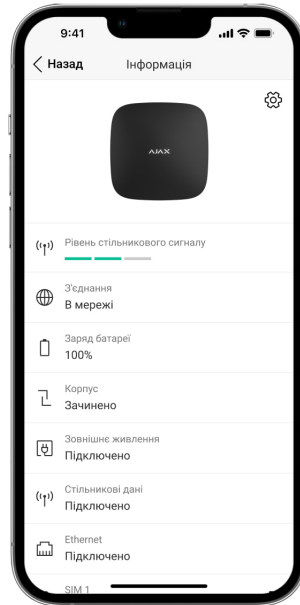 9:41
Назад
Інформація
AJAX
Рівень стільникового сигналу
З'єднання
В мережі
Заряд батареї
100%
Корпус
Зачинено
Зовнішнє живлення
Підключено
Стільникові дані
Підключено
Ethernet
Підключено
SIM 1